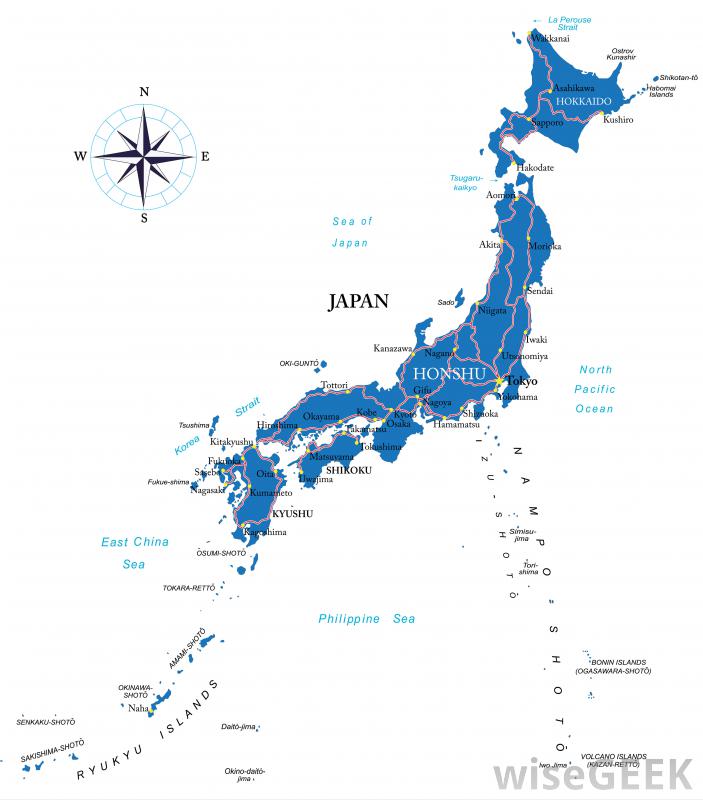 La Perouse
Strait
Wakkanai
Ostrov
Kunashir
Shikotan-tō
Habomai
Islands
Asahikawa
HOKKAIDO
Sapporo
Kushiro
N
W
E
S
Hakodate
Tsugaru-
kaikyo
Aomori
Sea of
Japan
Akita
Morioka
JAPAN
Sado
Sendai
Niigata
Iwaki
Kanazawa
Nagano
Utsonomiya
OKI-GUNTŌ
HONSHU
Tokyo
North
Pacific
Ocean
Tottori
Gifu
Nagoya
Yokohama
Korea Strait
Okayama
Kobe
Kyoto
Shizuoka
Hamamatsu
Tsushima
Hiroshima
Takamatsu
Osaka
Kitakyushu
Tokushima
Fukuoka
Matsuyama
Sasebo
Oita
SHIKOKU
Fukue-shima
Uwajima
Nagasaki
Kumameto
KYUSHU
IZU-SHOTŌ
NAMPO-SHOTŌ
Kagoshima
Simisu-
jima
East China
Sea
OSUMI-SHOTŌ
Tori-
shima
TOKARA-RETTŌ
Philippine Sea
AMAMI-SHOTŌ
BONIN ISLANDS
(OGASAWARA-SHOTŌ)
OKINAWA-
SHOTŌ
Naha
RYUKYU ISLANDS
SENKAKU-SHOTŌ
Daitō-jima
SAKISHIMA-SHOTŌ
VOLCANO ISLANDS
(KAZAN-RETTŌ)
Iwo Jima
Okino-daitō-
jima
wiseGEEK